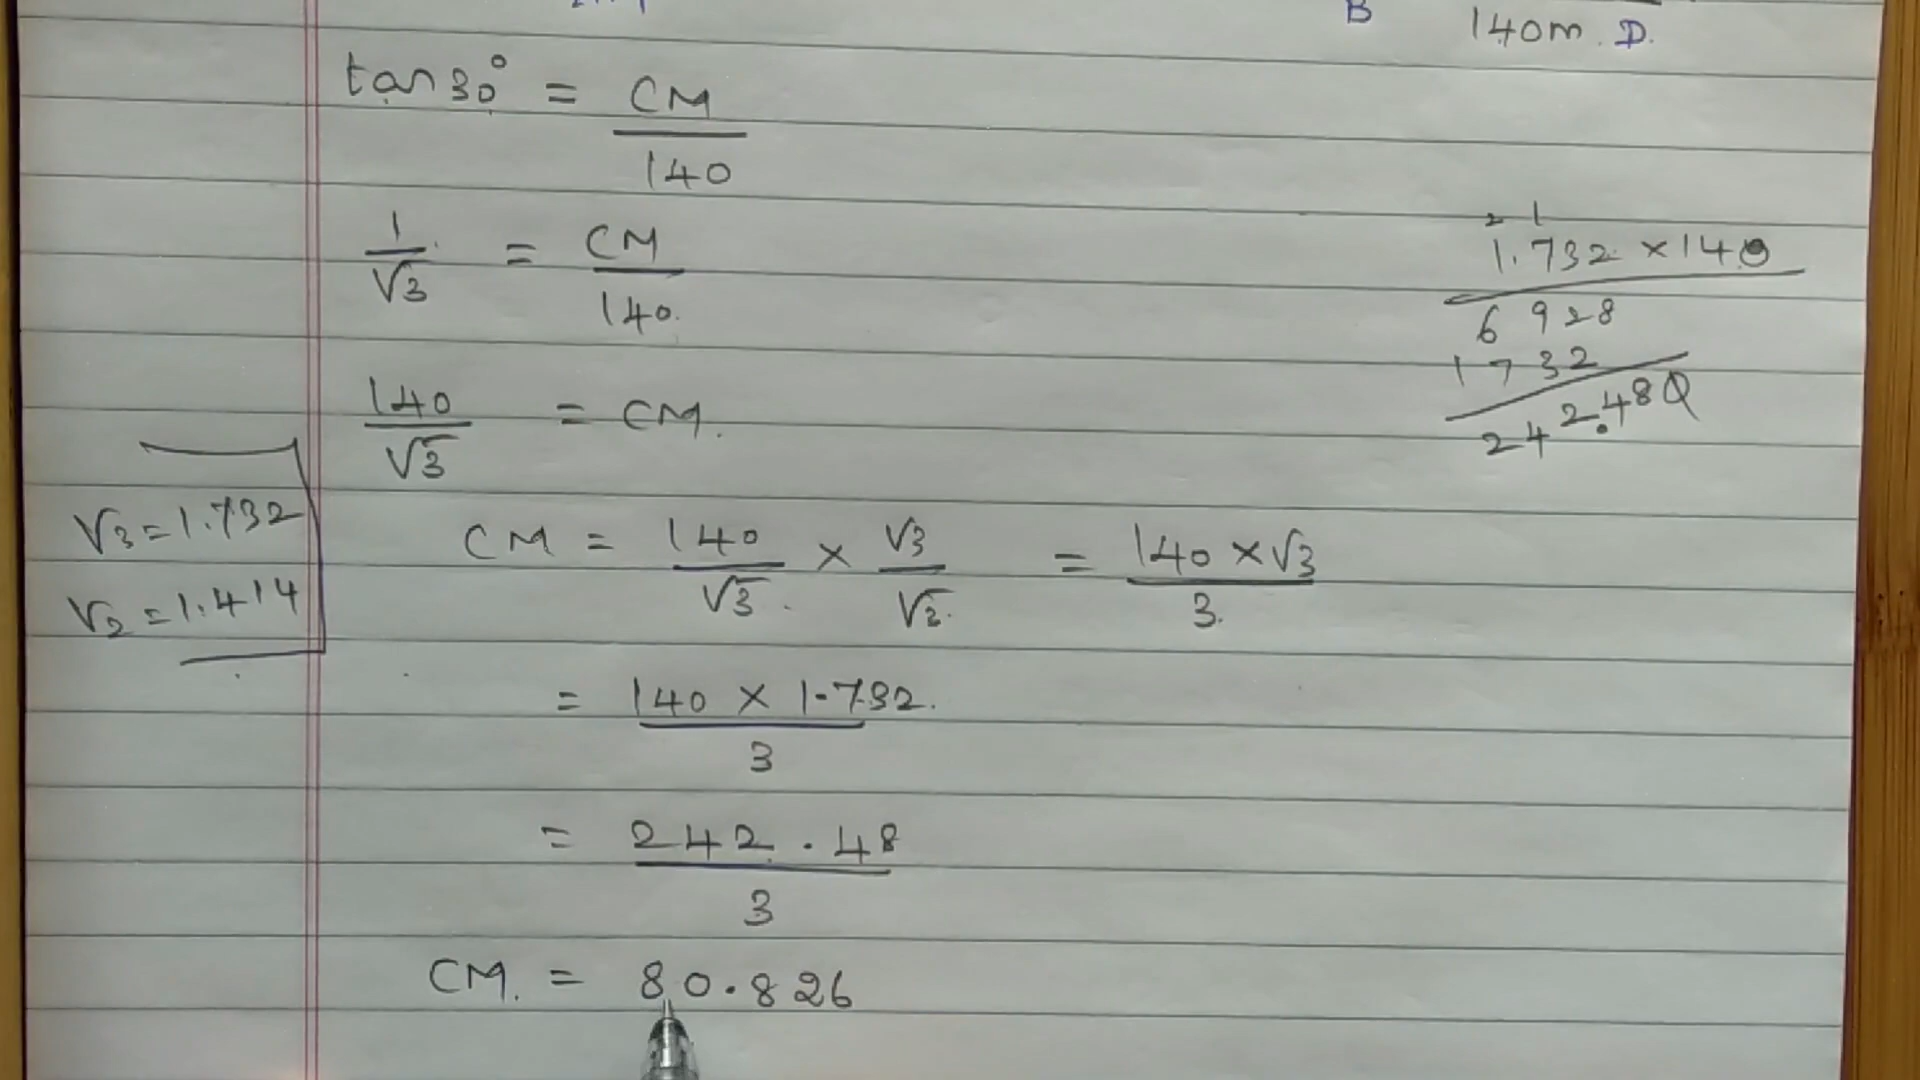 B
140m. D.
tan30° = CM/140
1/√3 = CM/140.
140/√3 = CM.
CM = 140/√3. × √3/√3. = 140×√3/3.
= 140 × 1.732./3
= 242.48/3
CM. = 80.826
√3=1.732
√2=1.414
2 1
1.732 ×140
6928
1732
242.480